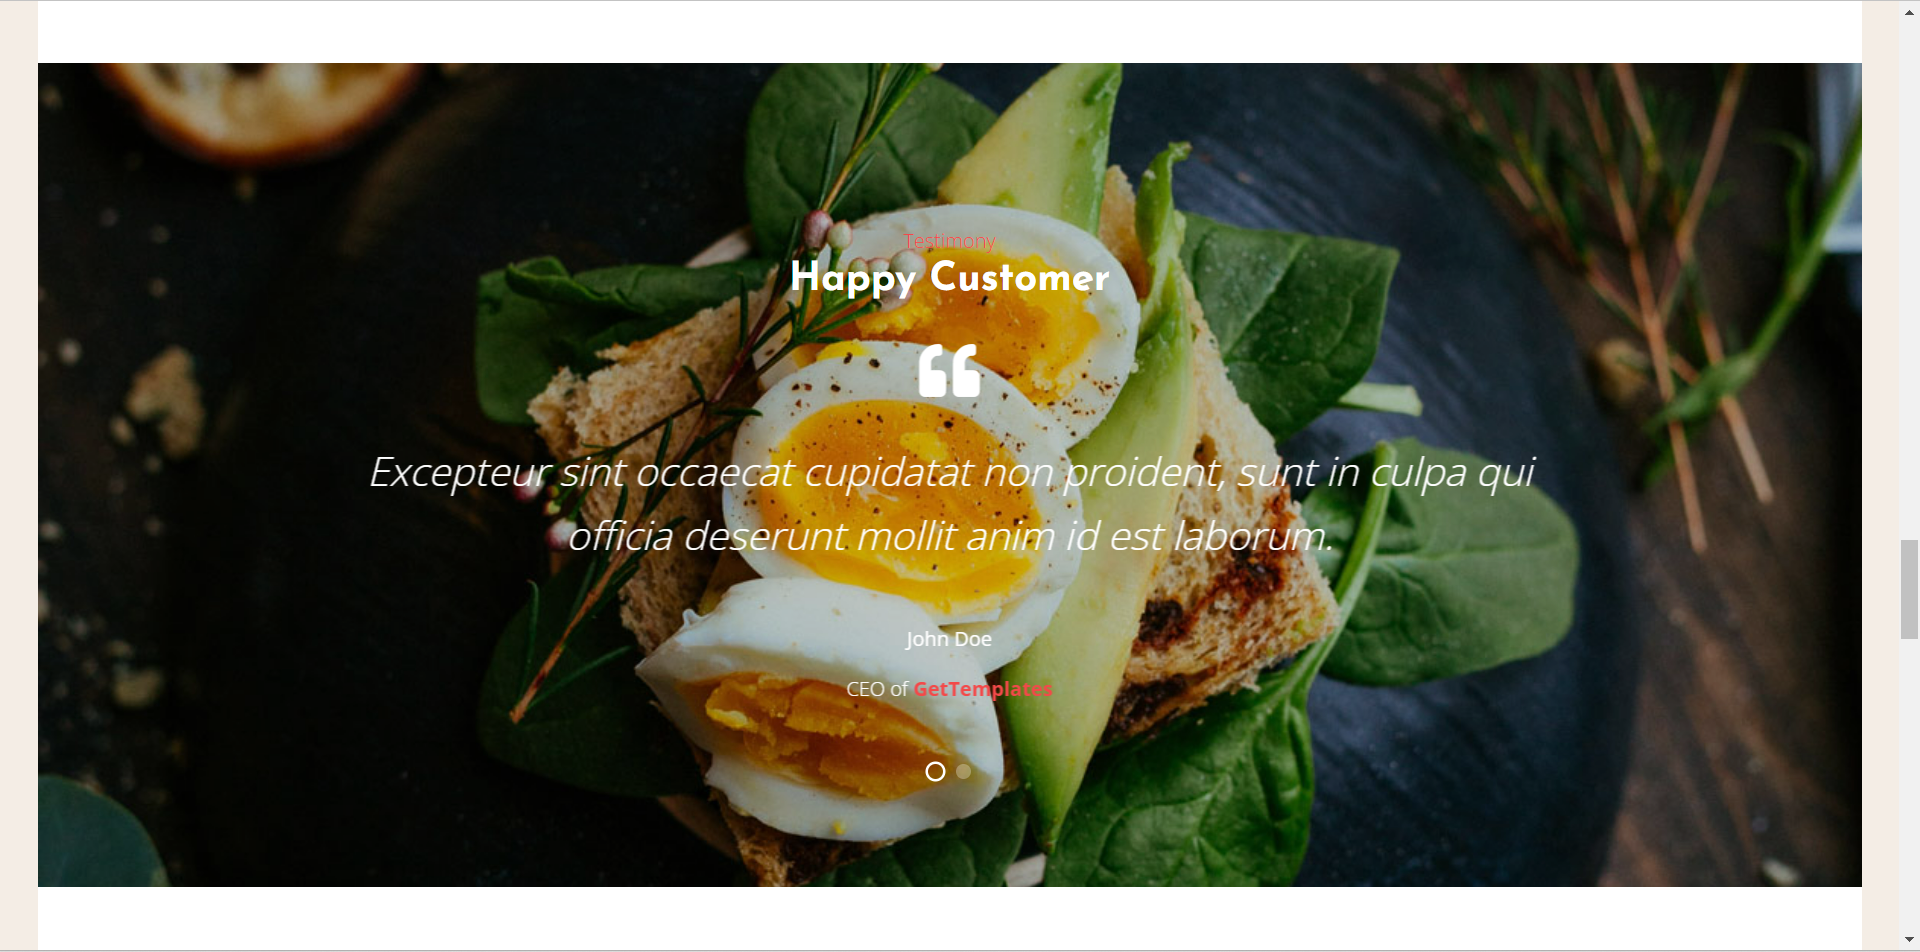 Testimony
Happy Customer
Excepteur sint occaecat cupidatat non proident, sunt in culpa qui
officia deserunt mollit anim id est laborum.
John Doe
CEO of GetTemplates